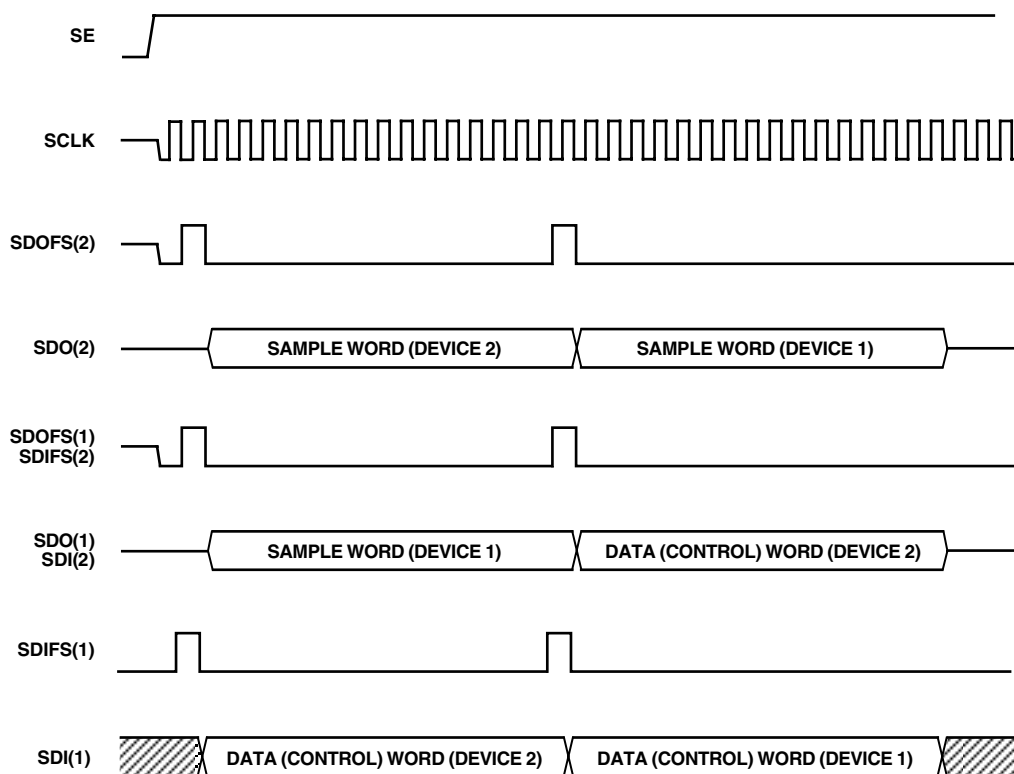 SE
SCLK
SDOFS(2)
SDO(2)
SAMPLE WORD (DEVICE 2)
SAMPLE WORD (DEVICE 1)
SDOFS(1)
SDIFS(2)
SDO(1)
SDI(2)
SAMPLE WORD (DEVICE 1)
DATA (CONTROL) WORD (DEVICE 2)
SDIFS(1)
SDI(1)
DATA (CONTROL) WORD (DEVICE 2)
DATA (CONTROL) WORD (DEVICE 1)